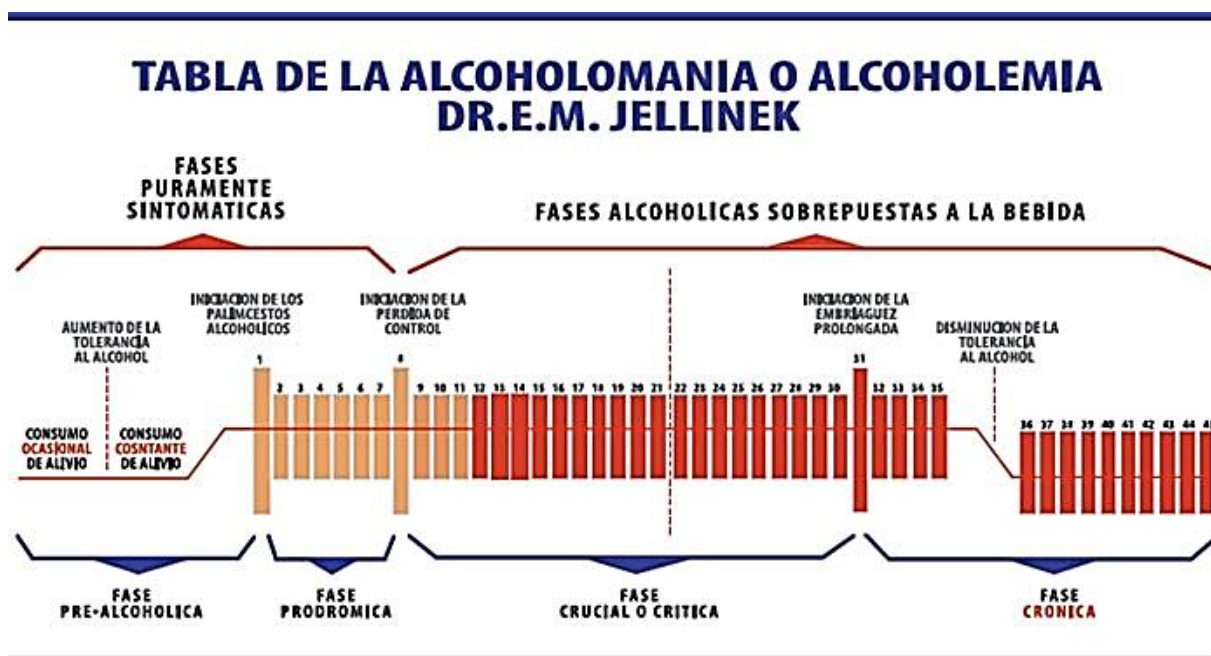 TABLA DE LA ALCOHOLOMANIA O ALCOHOLEMIA
DR.E.M. JELLINEK
FASES
PURAMENTE
SINTOMATICAS
FASES ALCOHOLICAS SOBREPUESTAS A LA BEBIDA
AUMENTO DE LA
TOLERANCIA
AL ALCOHOL
INICIACION DE LOS
PALIMCESTOS
ALCOHOLICOS
INICIACION DE LA
PERDIDA DE
CONTROL
INICIACION DE LA
EMBRIAGUEZ
PROLONGADA
DISMINUCION DE LA
TOLERANCIA
AL ALCOHOL
1 2 3 4 5 6 7 8 9 10 11 12 13 14 15 16 17 18 19 20 21 22 23 24 25 26 27 28 29 30 31 32 33 34 35
36 37 38 39 40 41 42 43 44
CONSUMO
OCASIONAL
DE ALIVIO
CONSUMO
COSNTANTE
DE ALIVIO
FASE
PRE-ALCOHOLICA
FASE
PRODROMICA
FASE
CRUCIAL O CRITICA
FASE
CRONICA